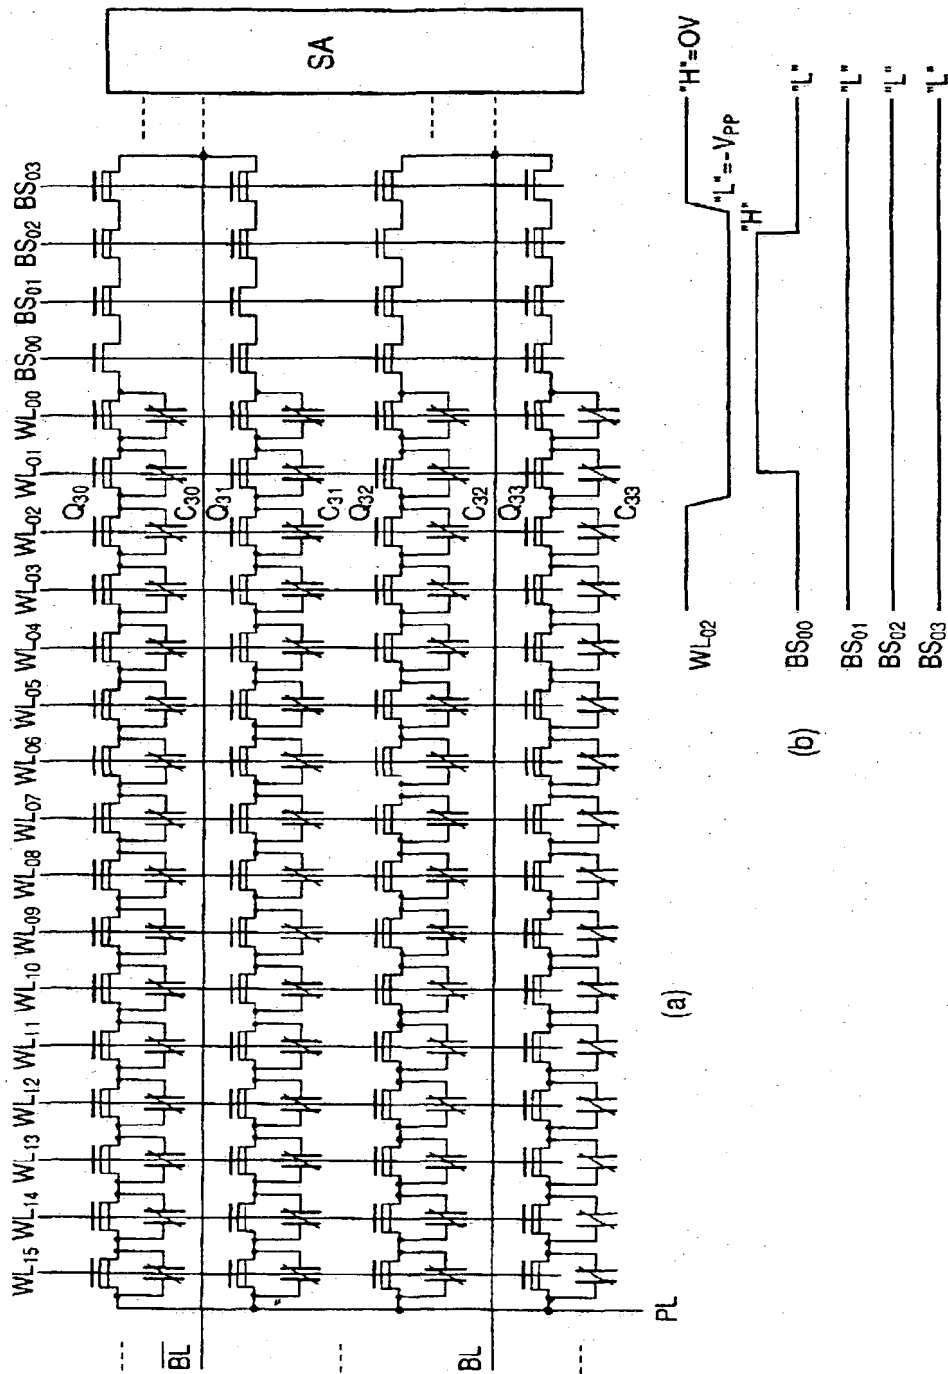 WL15 WL14 WL13 WL12 WL11 WL10 WL09 WL08 WL07 WL06 WL05 WL04 WL03 WL02 WL01 WL00 BS00 BS01 BS02 BS03
Q30
C30
Q31
C31
Q32
C32
Q33
C33
SA
BL
BL
PL
(a)
WL02
"H"=0V
"L"=-VPP
BS00
"H"
"L"
BS01
"L"
BS02
"L"
BS03
"L"
(b)